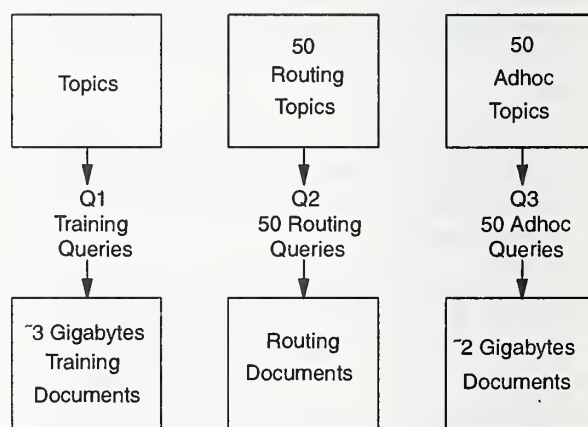 Topics
50
Routing
Topics
50
Adhoc
Topics
Q1
Training
Queries
Q2
50 Routing
Queries
Q3
50 Adhoc
Queries
~3 Gigabytes
Training
Documents
Routing
Documents
~2 Gigabytes
Documents